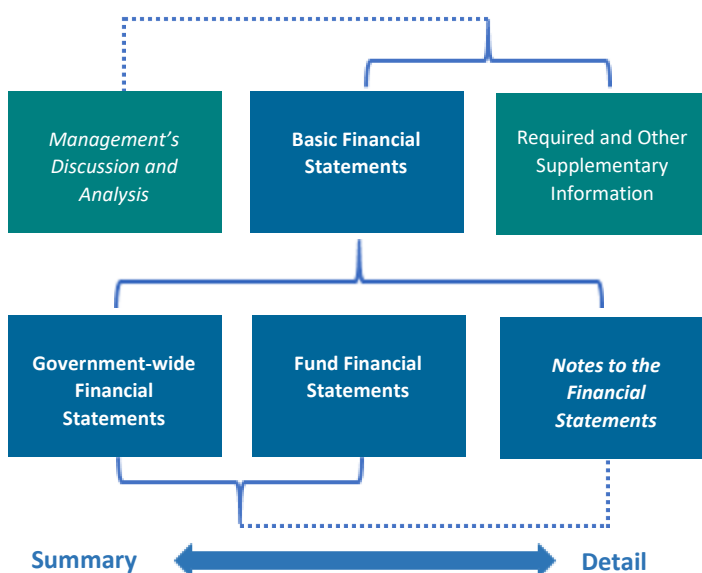 Management’s
Discussion and
Analysis
Basic Financial
Statements
Required and Other
Supplementary
Information
Government-wide
Financial
Statements
Fund Financial
Statements
Notes to the
Financial
Statements
Summary
Detail